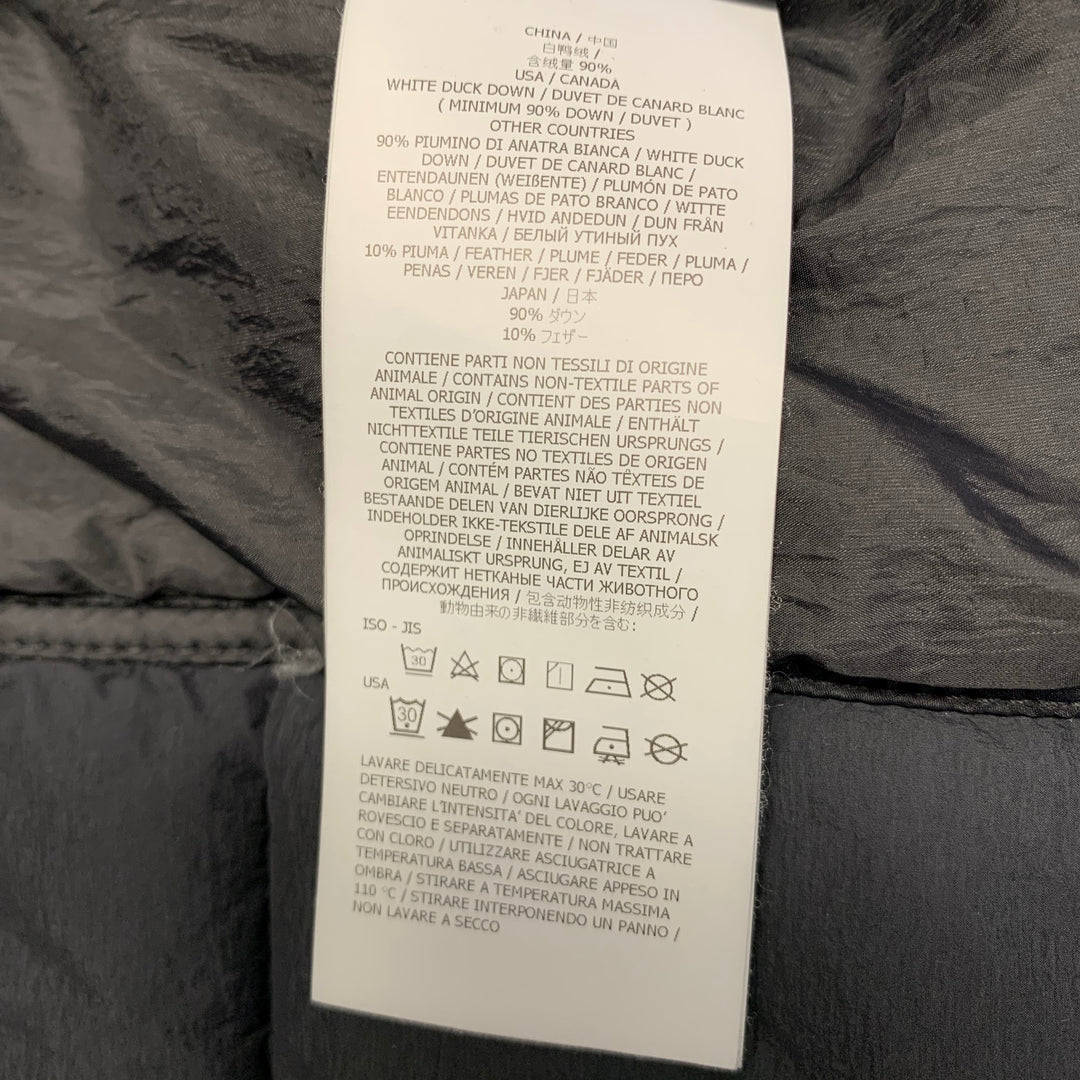 CHINA / 中国
白鸭绒 /
含绒量 90%
USA / CANADA
WHITE DUCK DOWN / DUVET DE CANARD BLANC
( MINIMUM 90% DOWN / DUVET )
OTHER COUNTRIES
90% PIUMINO DI ANATRA BIANCA / WHITE DUCK
DOWN / DUVET DE CANARD BLANC /
ENTENDAUNEN (WEIßENTE) / PLUMÓN DE PATO
BLANCO / PLUMAS DE PATO BRANCO / WITTE
EENDENDONS / HVID ANDEDUN / DUN FRÅN
VITANKA / БЕЛЫЙ УТИНЫЙ ПУХ
10% PIUMA / FEATHER / PLUME / FEDER / PLUMA /
PENAS / VEREN / FJER / FJÄDER / ПЕРО
JAPAN / 日本
90% ダウン
10% フェザー
CONTIENE PARTI NON TESSILI DI ORIGINE
ANIMALE / CONTAINS NON-TEXTILE PARTS OF
ANIMAL ORIGIN / CONTIENT DES PARTIES NON
TEXTILES D'ORIGINE ANIMALE / ENTHÄLT
NICHTTEXTILE TEILE TIERISCHEN URSPRUNGS /
CONTIENE PARTES NO TEXTILES DE ORIGEN
ANIMAL / CONTÉM PARTES NÃO TÊXTEIS DE
ORIGEM ANIMAL / BEVAT NIET UIT TEXTIEL
BESTAANDE DELEN VAN DIERLIJKE OORSPRONG /
INDEHOLDER IKKE-TEKSTILE DELE AF ANIMALSK
OPRINDELSE / INNEHÅLLER DELAR AV
ANIMALISKT URSPRUNG, EJ AV TEXTIL /
СОДЕРЖИТ НЕТКАНЫЕ ЧАСТИ ЖИВОТНОГО
ПРОИСХОЖДЕНИЯ / 包含动物性非纺织成分 /
動物由来の非繊維部分を含む:
ISO - JIS
30
USA
30
LAVARE DELICATAMENTE MAX 30°C / USARE
DETERSIVO NEUTRO / OGNI LAVAGGIO PUO'
CAMBIARE L'INTENSITA' DEL COLORE, LAVARE A
ROVESCIO E SEPARATAMENTE / NON TRATTARE
CON CLORO / UTILIZZARE ASCIUGATRICE A
TEMPERATURA BASSA / ASCIUGARE APPESO IN
OMBRA / STIRARE A TEMPERATURA MASSIMA
110 °C / STIRARE INTERPONENDO UN PANNO /
NON LAVARE A SECCO